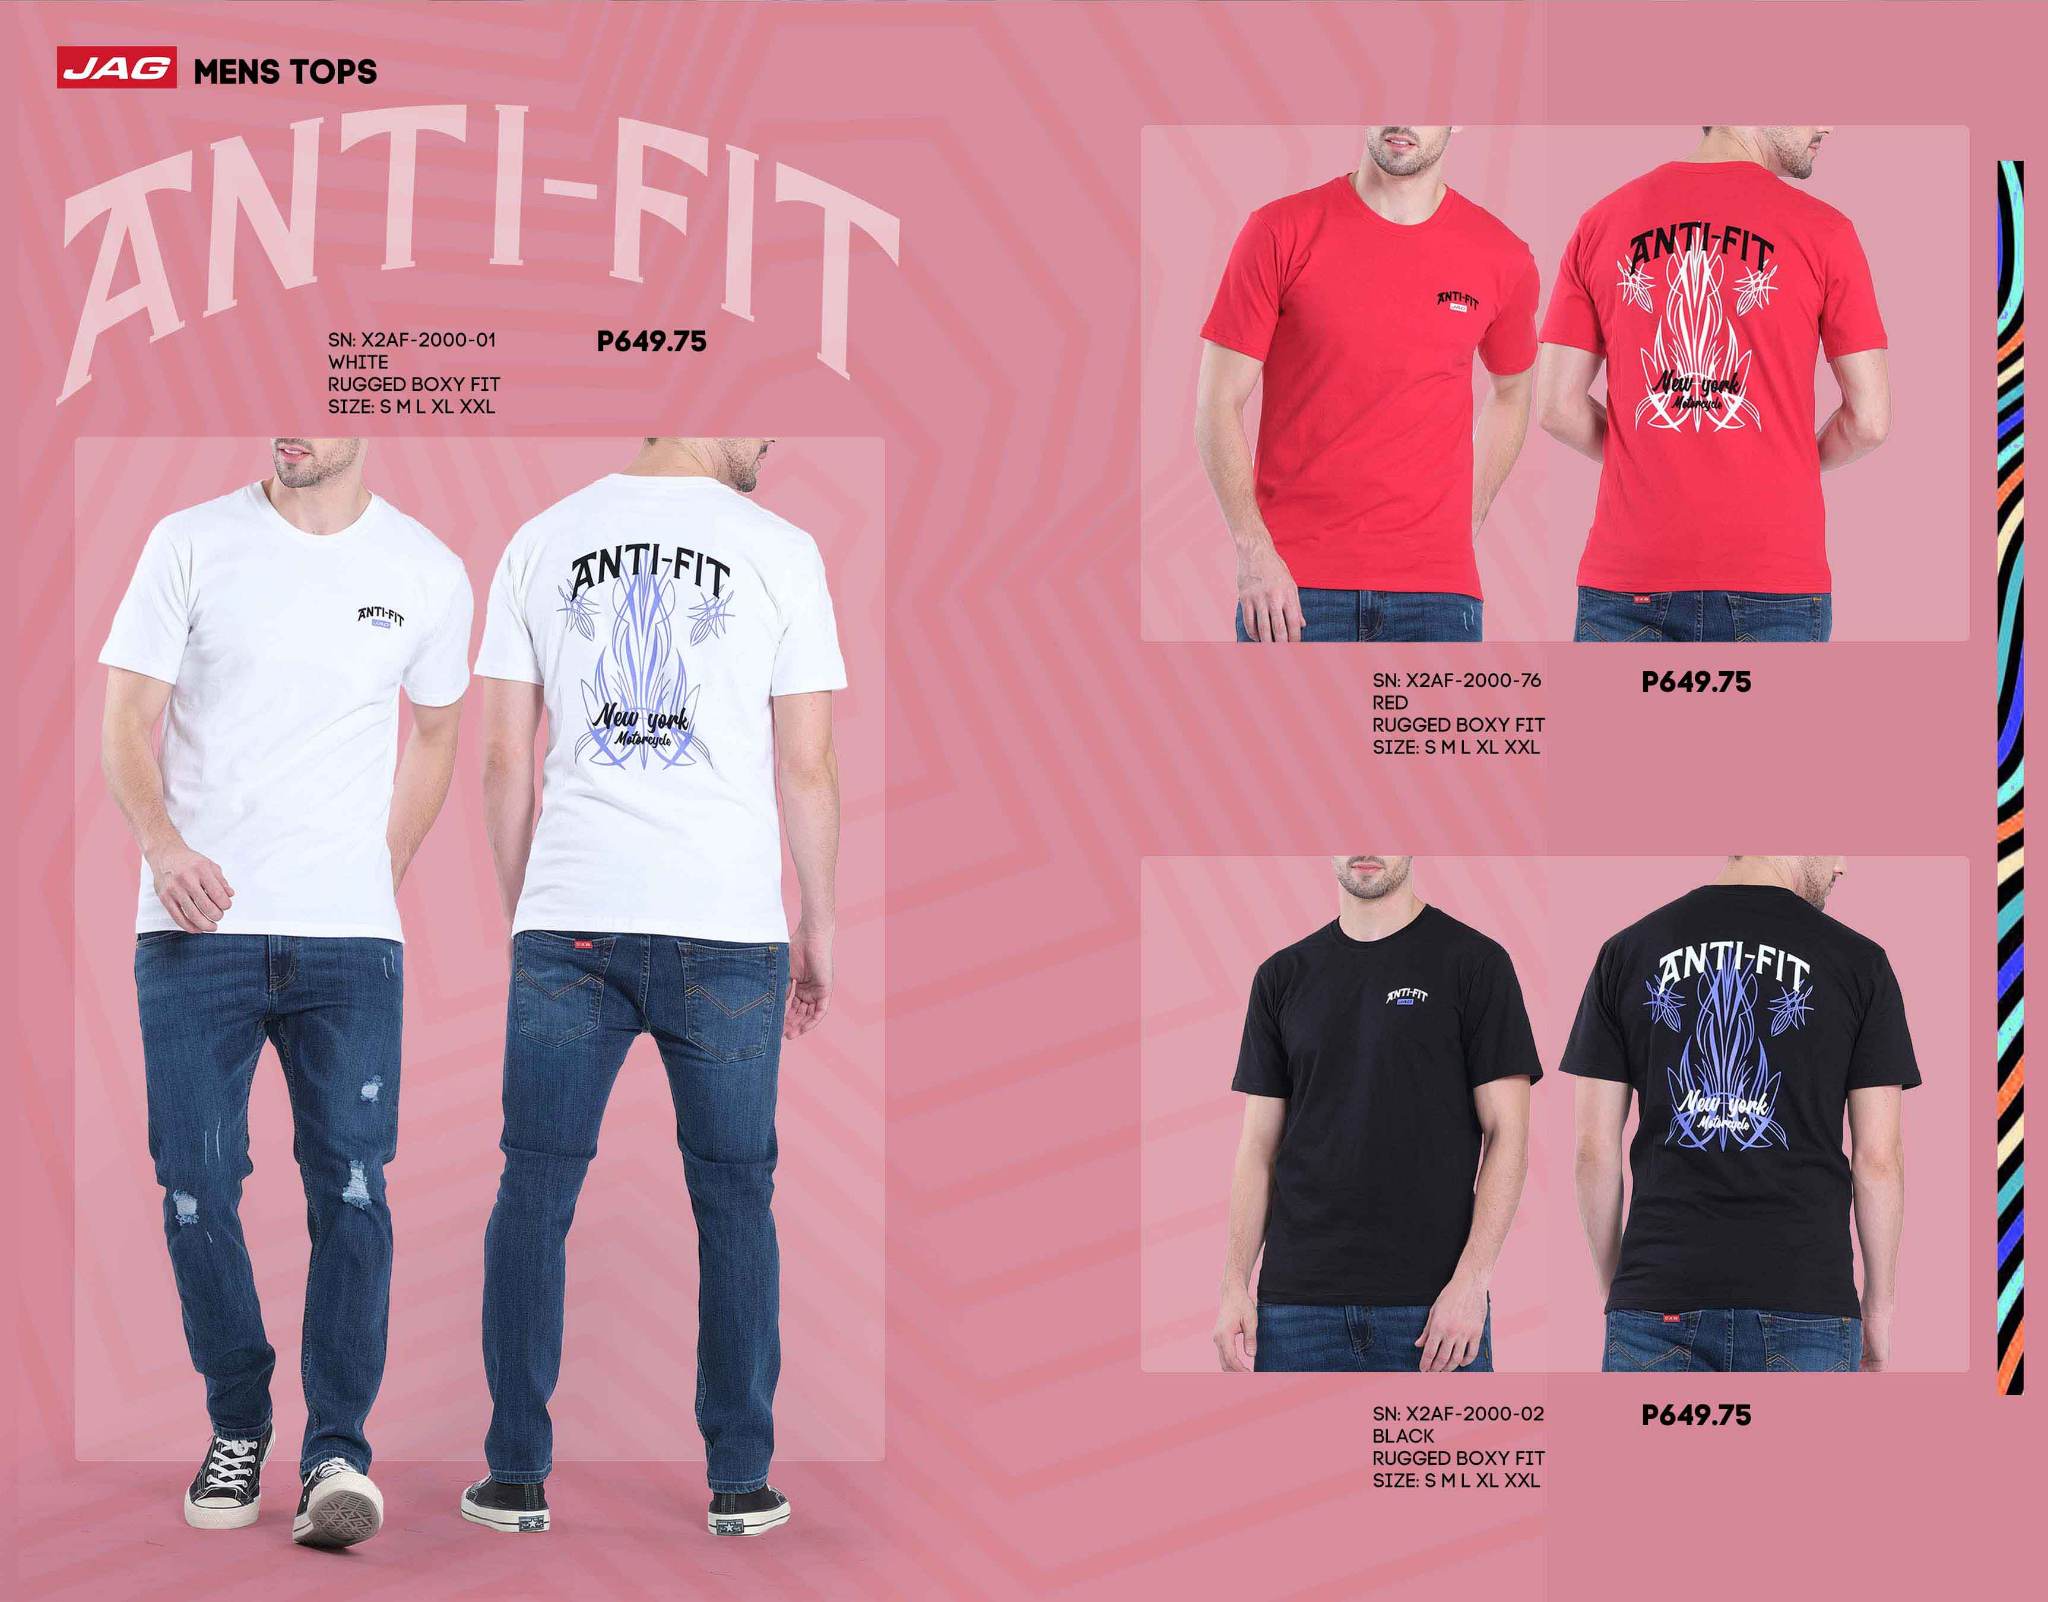 JAG MENS TOPS
ANTI-FIT
SN: X2AF-2000-01
WHITE
RUGGED BOXY FIT
SIZE: S M L XL XXL
P649.75
ANTI-FIT
JAG
ANTI-FIT
New york
Motorcycle
ANTI-FIT
JAG
ANTI-FIT
New york
Motorcycle
SN: X2AF-2000-76
RED
RUGGED BOXY FIT
SIZE: S M L XL XXL
P649.75
ANTI-FIT
JAG
ANTI-FIT
New york
Motorcycle
SN: X2AF-2000-02
BLACK
RUGGED BOXY FIT
SIZE: S M L XL XXL
P649.75